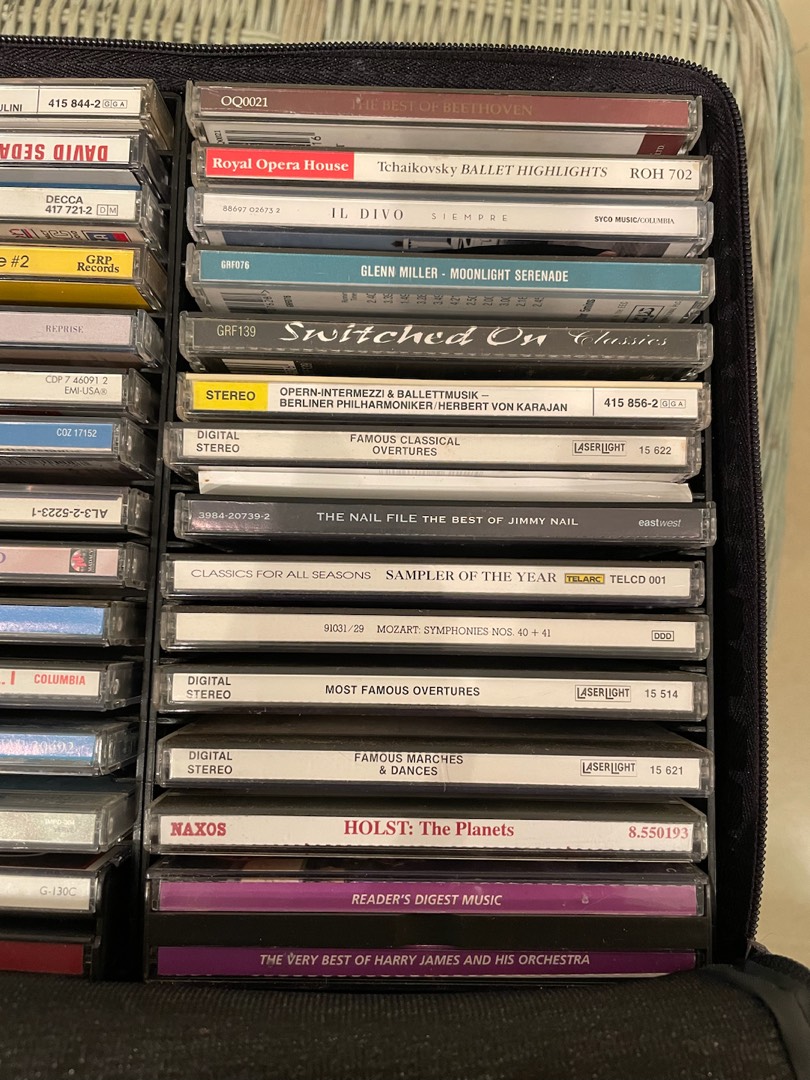 ULINI 415 844-2 GGA
DAVID SEDA
DECCA
417 721-2 DM
e #2 GRP
Records
REPRISE
CDP 7 46091 2
EMI-USA®
COZ 17152
AL3-2-5223-1
.. I COLUMBIA
G-130C
OQ0021 THE BEST OF BEETHOVEN
Royal Opera House Tchaikovsky BALLET HIGHLIGHTS ROH 702
88697 02673 2 IL DIVO SIEMPRE SYCO MUSIC/COLUMBIA
GRF076 GLENN MILLER - MOONLIGHT SERENADE
GRF139 Switched On Classics
STEREO OPERN-INTERMEZZI & BALLETTMUSIK –
BERLINER PHILHARMONIKER/HERBERT VON KARAJAN 415 856-2 GGA
DIGITAL STEREO FAMOUS CLASSICAL
OVERTURES LASERLIGHT 15 622
3984-20739-2 THE NAIL FILE THE BEST OF JIMMY NAIL eastwest
CLASSICS FOR ALL SEASONS SAMPLER OF THE YEAR TELARC TELCD 001
91031/29 MOZART: SYMPHONIES NOS. 40 + 41 DDD
DIGITAL STEREO MOST FAMOUS OVERTURES LASERLIGHT 15 514
DIGITAL STEREO FAMOUS MARCHES
& DANCES LASERLIGHT 15 621
NAXOS HOLST: The Planets 8.550193
READER'S DIGEST MUSIC
THE VERY BEST OF HARRY JAMES AND HIS ORCHESTRA